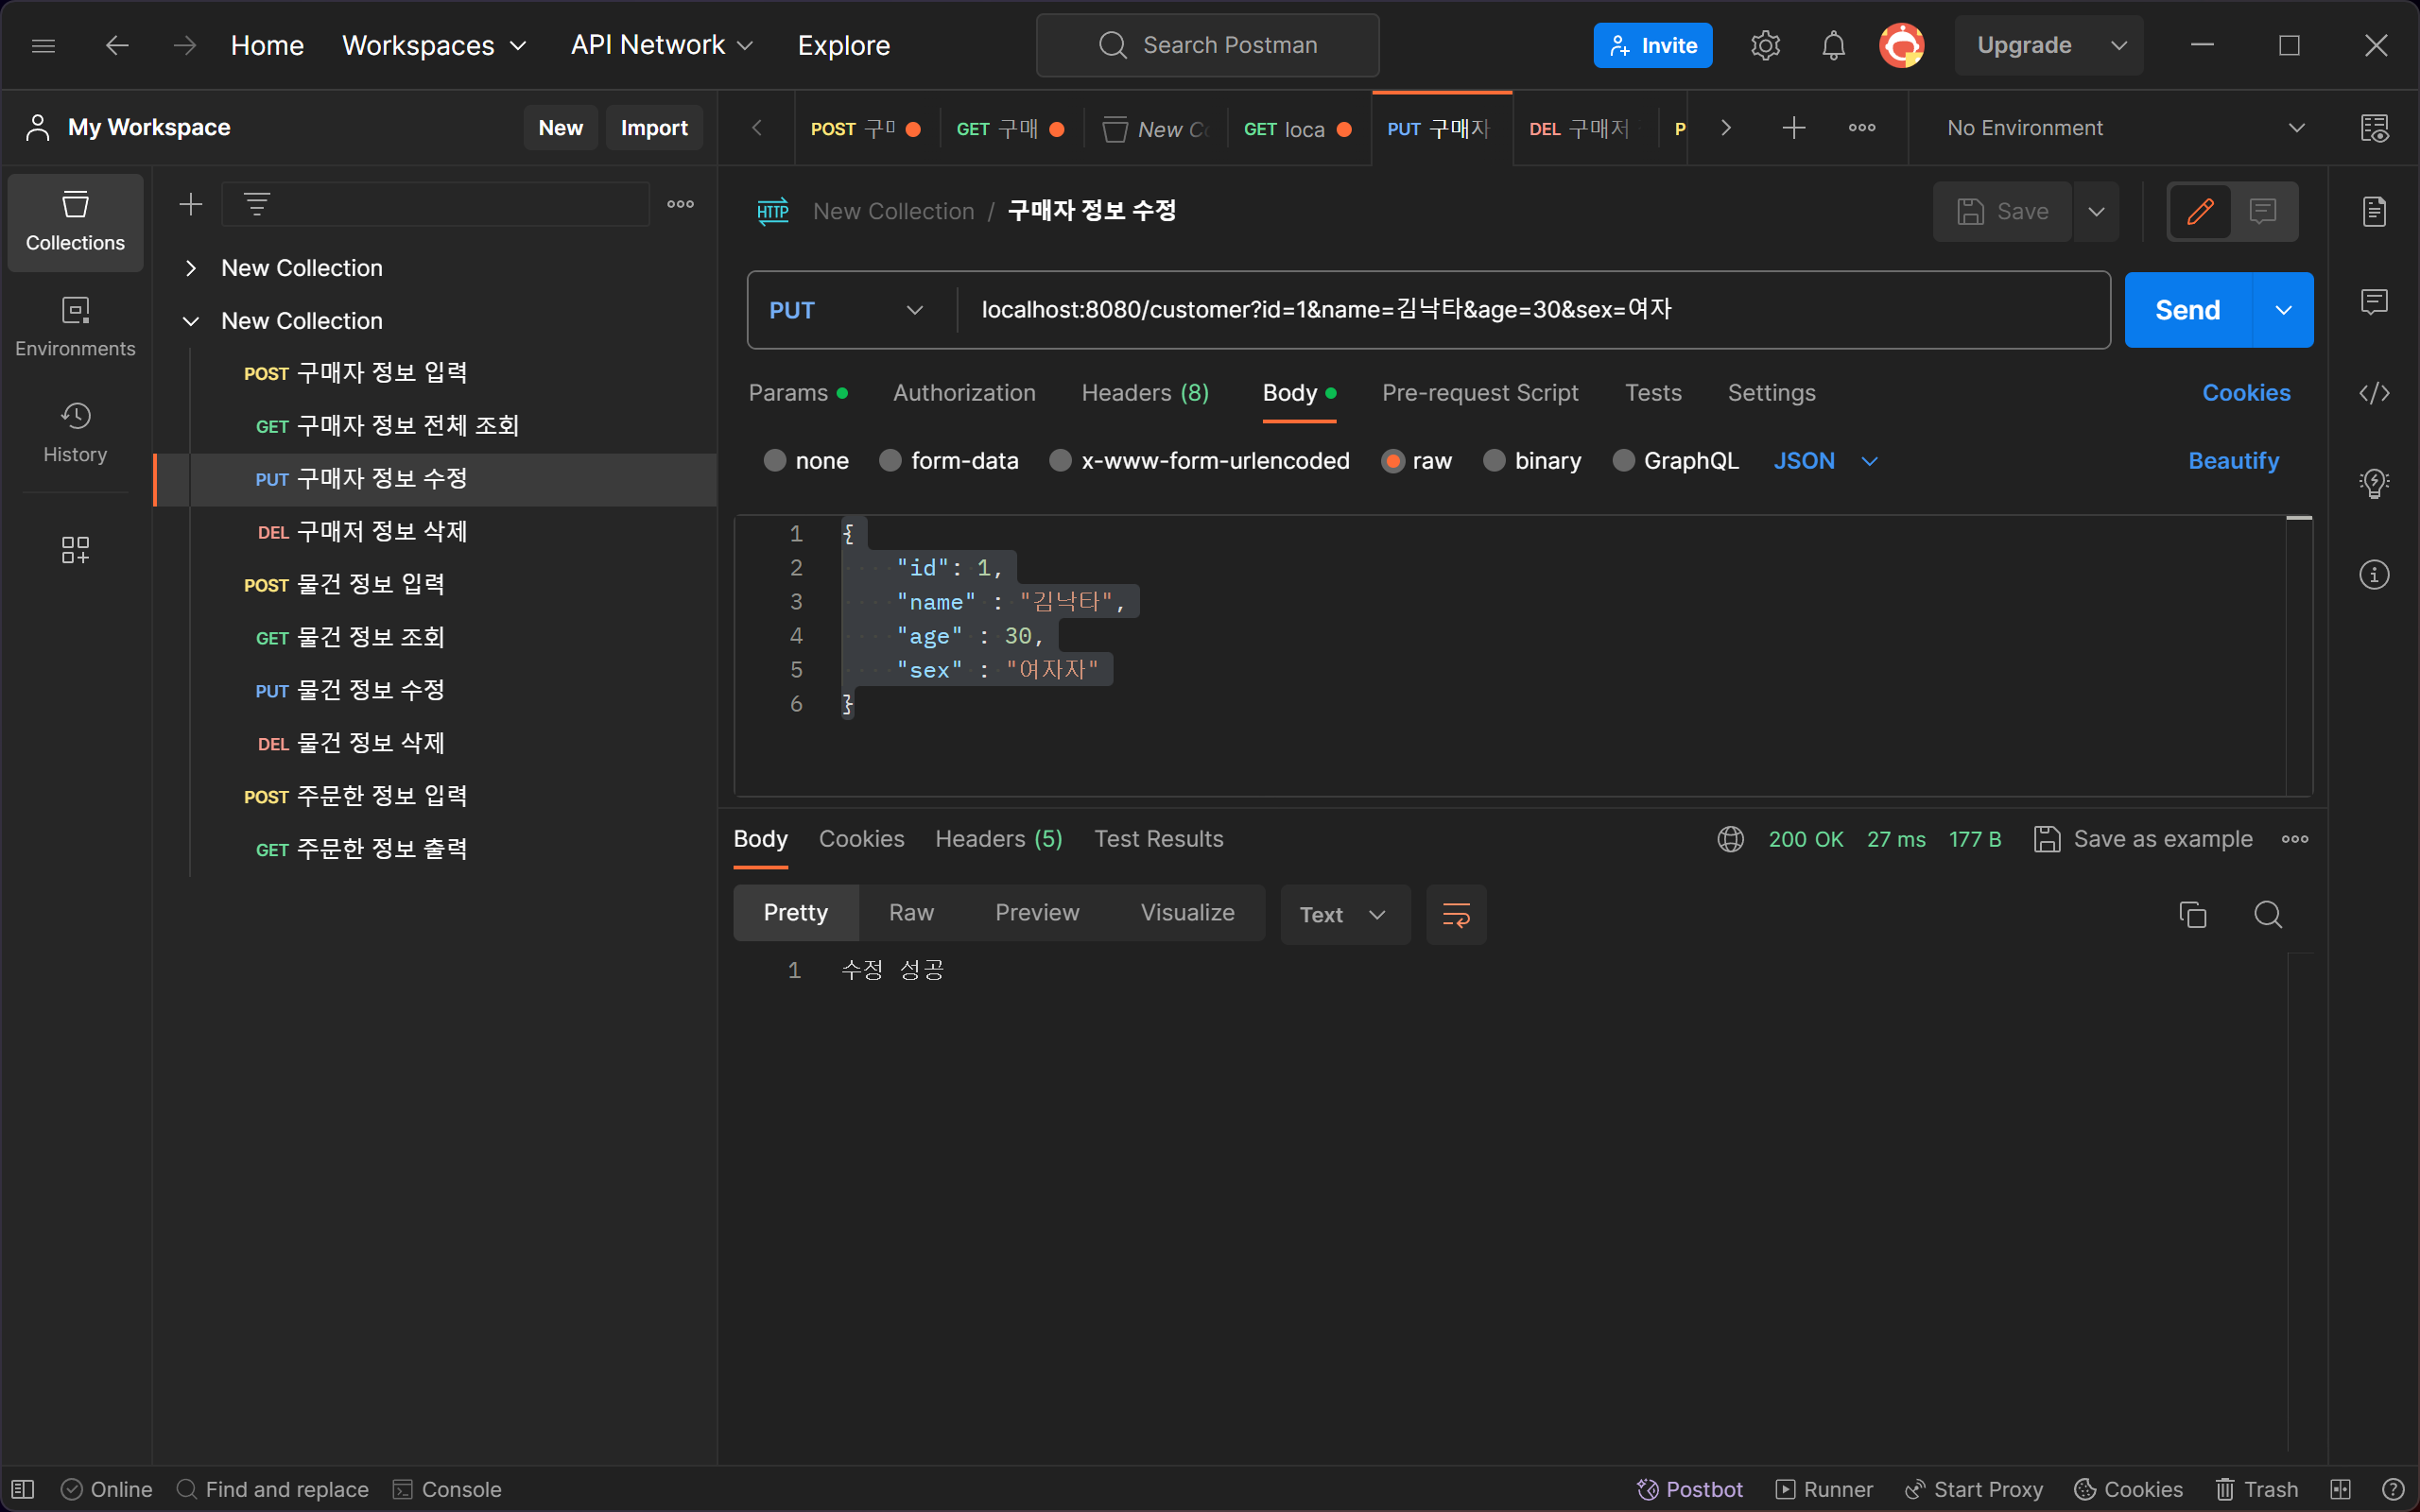 Home Workspaces API Network Explore Search Postman Invite Upgrade
My Workspace New Import POST GET 구매 New GET loca PUT 구매자 DEL 구매저 No Environment
Collections
Environments
History
New Collection
New Collection
POST 구매자 정보 입력
GET 구매자 정보 전체 조회
PUT 구매자 정보 수정
DEL 구매저 정보 삭제
POST 물건 정보 입력
GET 물건 정보 조회
PUT 물건 정보 수정
DEL 물건 정보 삭제
POST 주문한 정보 입력
GET 주문한 정보 출력
HTTP New Collection / 구매자 정보 수정 Save
PUT localhost:8080/customer?id=1&name=김낙타&age=30&sex=여자 Send
Params Authorization Headers (8) Body Pre-request Script Tests Settings Cookies
none form-data x-www-form-urlencoded raw binary GraphQL JSON Beautify
1 {
2 "id": 1,
3 "name" : "김낙타",
4 "age" : 30,
5 "sex" : "여자자"
6 }
Body Cookies Headers (5) Test Results 200 OK 27 ms 177 B Save as example
Pretty Raw Preview Visualize Text
1 수정 성공
Online Find and replace Console Postbot Runner Start Proxy Cookies Trash